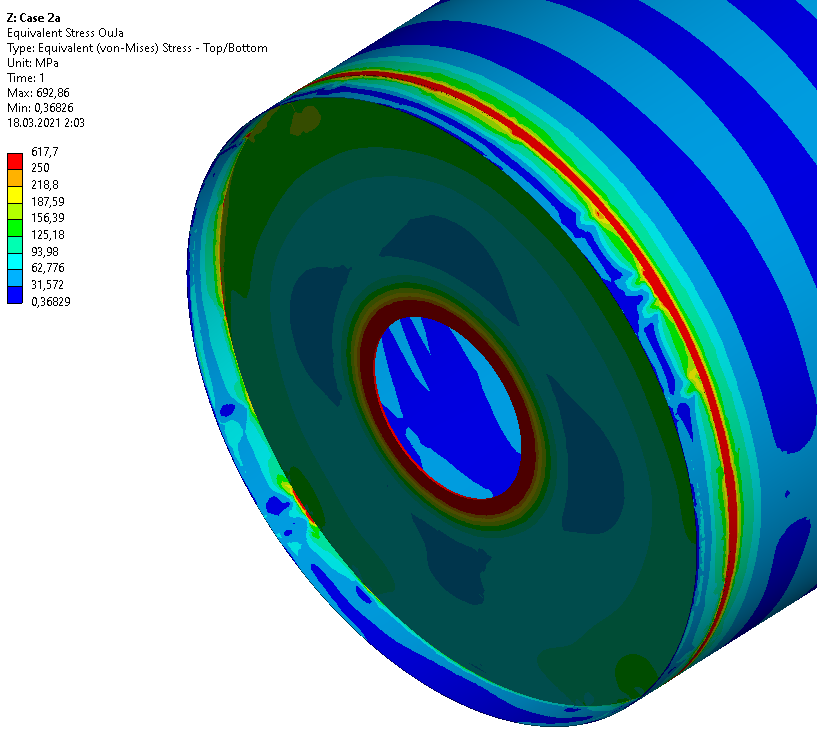 Z: Case 2a
Equivalent Stress OuJa
Type: Equivalent (von-Mises) Stress - Top/Bottom
Unit: MPa
Time: 1
Max: 692,86
Min: 0,36826
18.03.2021 2:03
617,7
250
218,8
187,59
156,39
125,18
93,98
62,776
31,572
0,36829